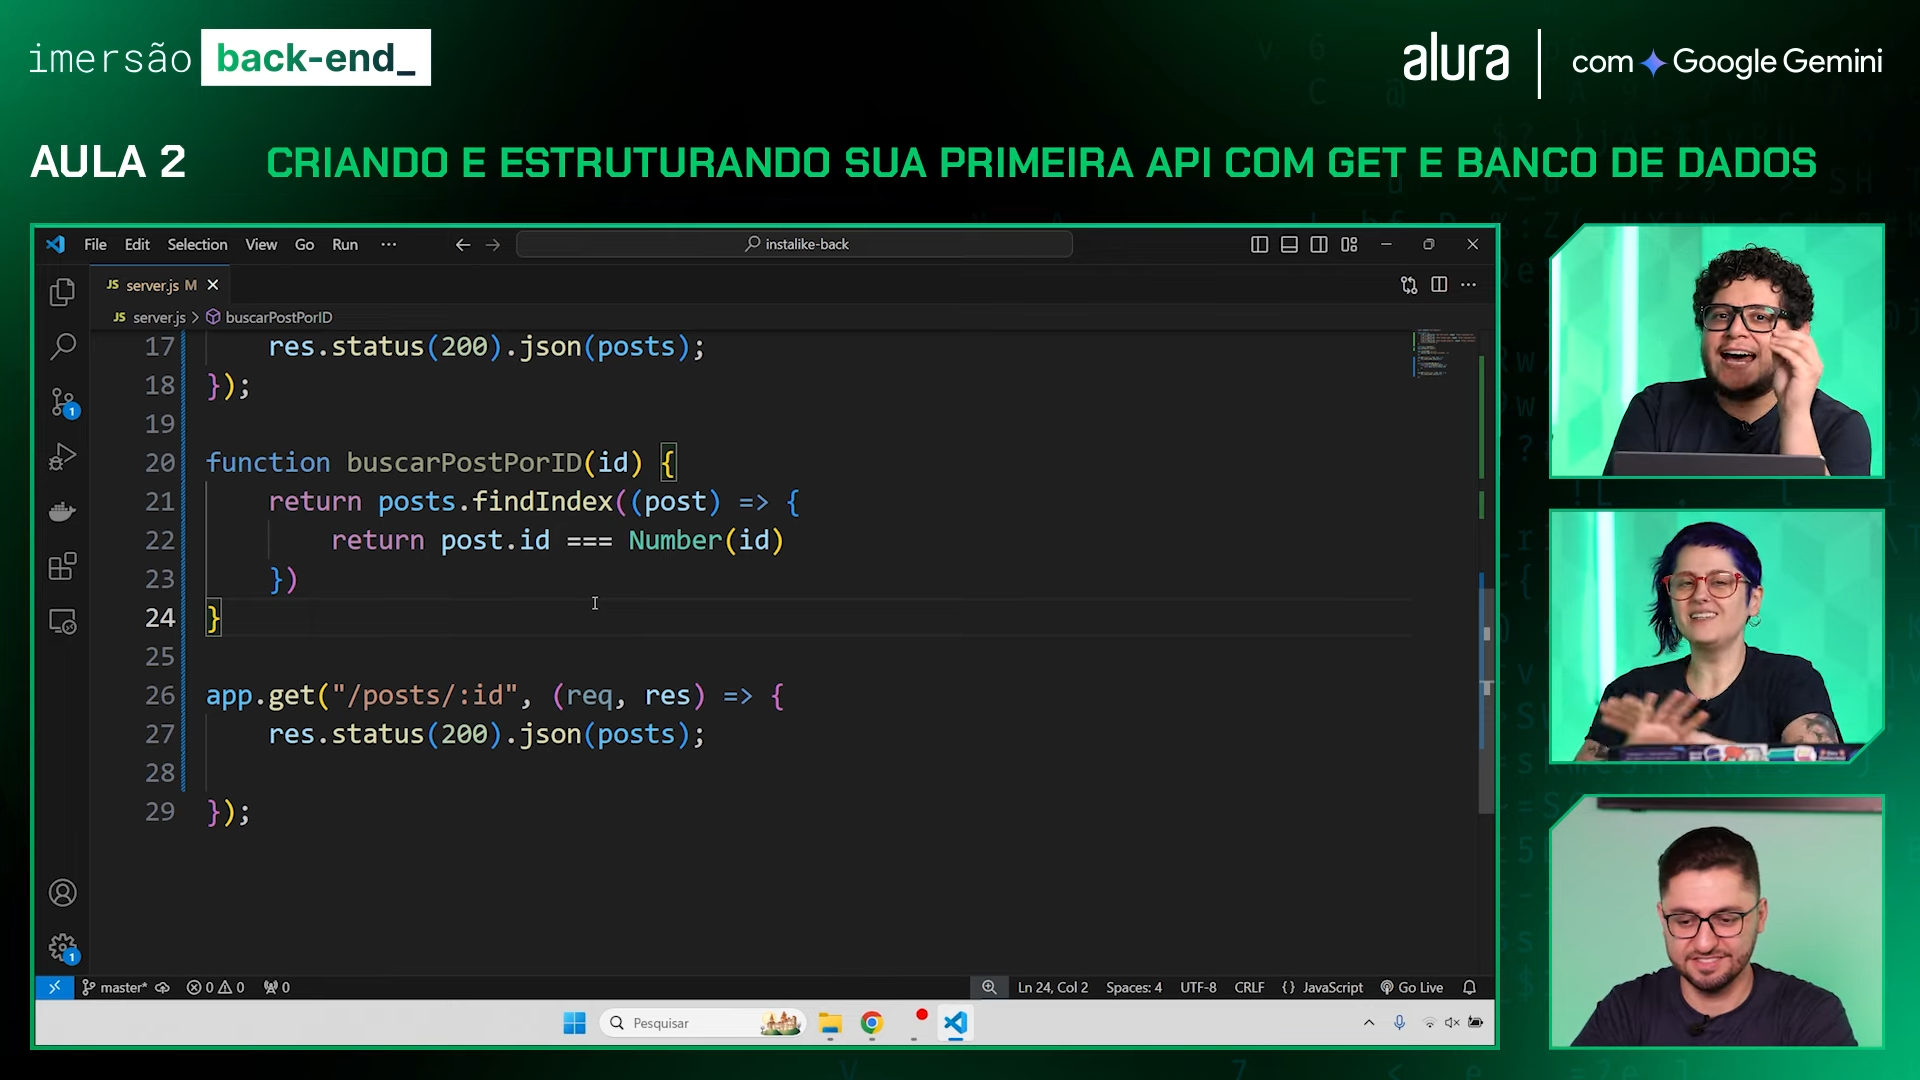 imersão back-end_
alura com Google Gemini
AULA 2 CRIANDO E ESTRUTURANDO SUA PRIMEIRA API COM GET E BANCO DE DADOS
File Edit Selection View Go Run ··· instalike-back
JS server.js M
JS server.js > buscarPostPorID
17 res.status(200).json(posts);
18 });
19
20 function buscarPostPorID(id) {
21 return posts.findIndex((post) => {
22 return post.id === Number(id)
23 })
24 }
25
26 app.get("/posts/:id", (req, res) => {
27 res.status(200).json(posts);
28
29 });
1
1
master* 0 0 0 Ln 24, Col 2 Spaces: 4 UTF-8 CRLF {} JavaScript Go Live
Pesquisar